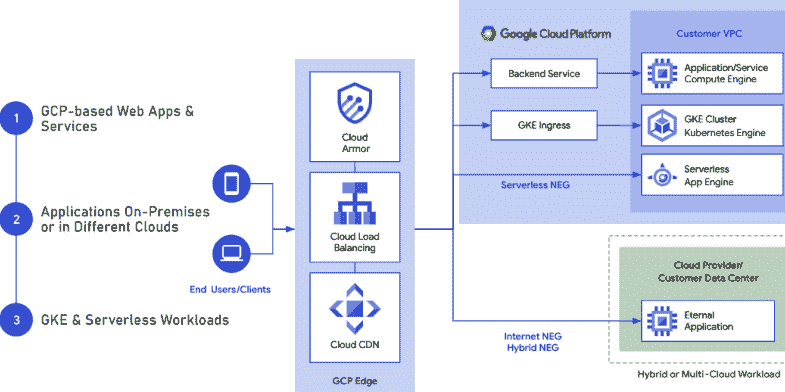 1
GCP-based Web Apps &
Services
2
Applications On-Premises
or in Different Clouds
3
GKE & Serverless Workloads
End Users/Clients
Cloud
Armor
Cloud Load
Balancing
Cloud CDN
GCP Edge
Google Cloud Platform
Backend Service
GKE Ingress
Serverless NEG
Customer VPC
Application/Service
Compute Engine
GKE Cluster
Kubernetes Engine
Serverless
App Engine
Cloud Provider/
Customer Data Center
Eternal
Application
Internet NEG
Hybrid NEG
Hybrid or Multi-Cloud Workload